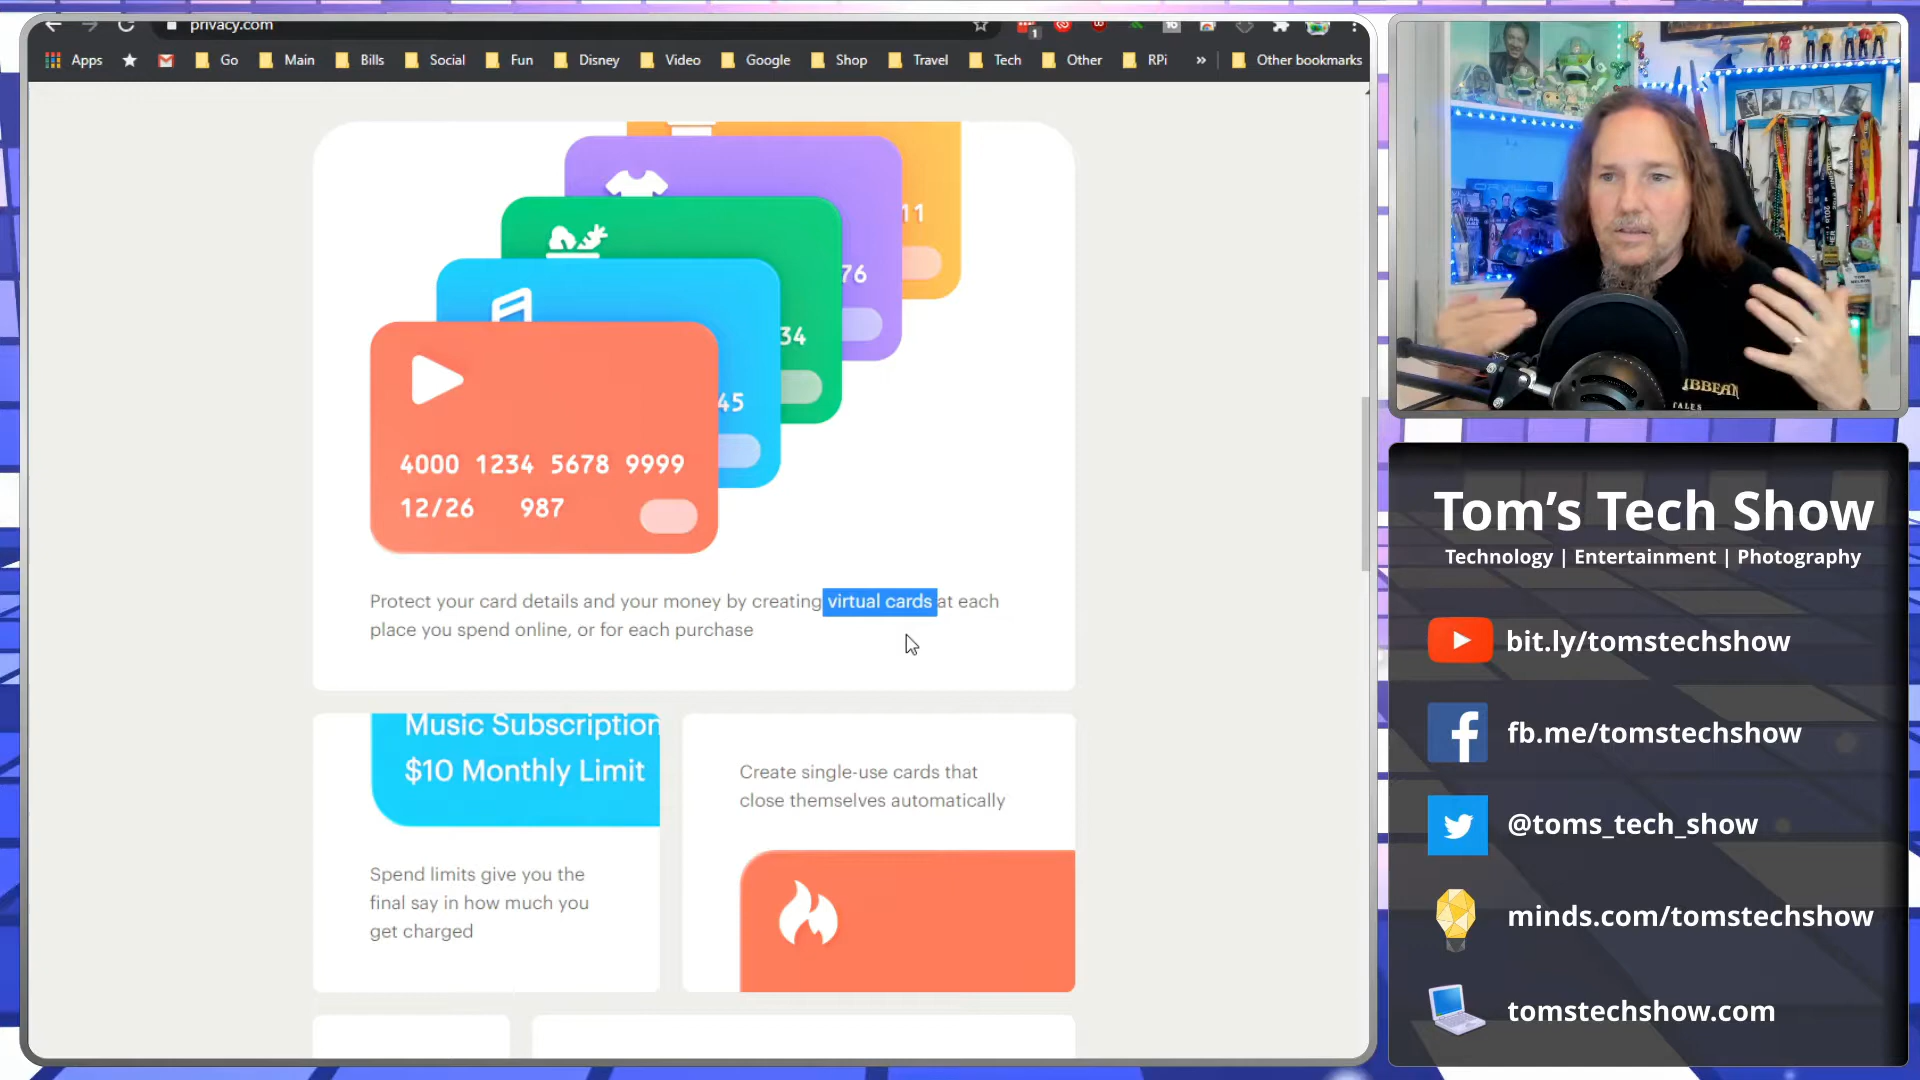 privacy.com
1
Apps
Go
Main
Bills
Social
Fun
Disney
Video
Google
Shop
Travel
Tech
Other
RPi
»
Other bookmarks
11
76
34
45
4000 1234 5678 9999
12/26 987
Protect your card details and your money by creating virtual cards at each
place you spend online, or for each purchase
Music Subscription
$10 Monthly Limit
Spend limits give you the
final say in how much you
get charged
Create single-use cards that
close themselves automatically
ORVILLE
IBBEAN
TALES
Tom's Tech Show
Technology | Entertainment | Photography
bit.ly/tomstechshow
fb.me/tomstechshow
@toms_tech_show
minds.com/tomstechshow
tomstechshow.com